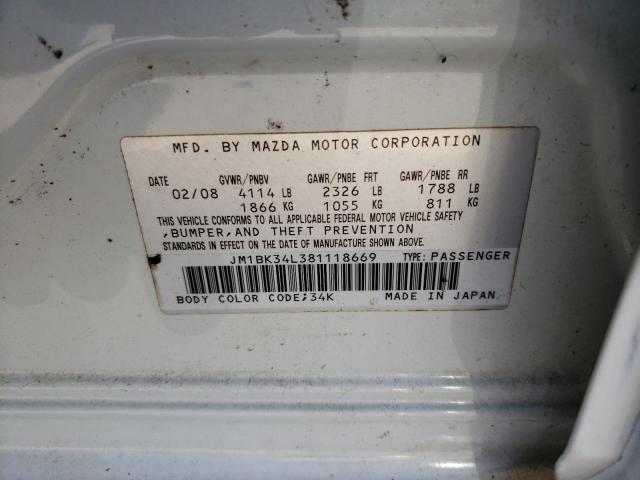 MFD. BY MAZDA MOTOR CORPORATION
DATE GVWR/PNBV GAWR/PNBE FRT GAWR/PNBE RR
02/08 4114 LB 2326 LB 1788 LB
1866 KG 1055 KG 811 KG
THIS VEHICLE CONFORMS TO ALL APPLICABLE FEDERAL MOTOR VEHICLE SAFETY
,BUMPER,AND THEFT PREVENTION
STANDARDS IN EFFECT ON THE DATE OF MANUFACTURE SHOWN ABOVE.
JM1BK34L381118669 TYPE: PASSENGER
BODY COLOR CODE;34K MADE IN JAPAN